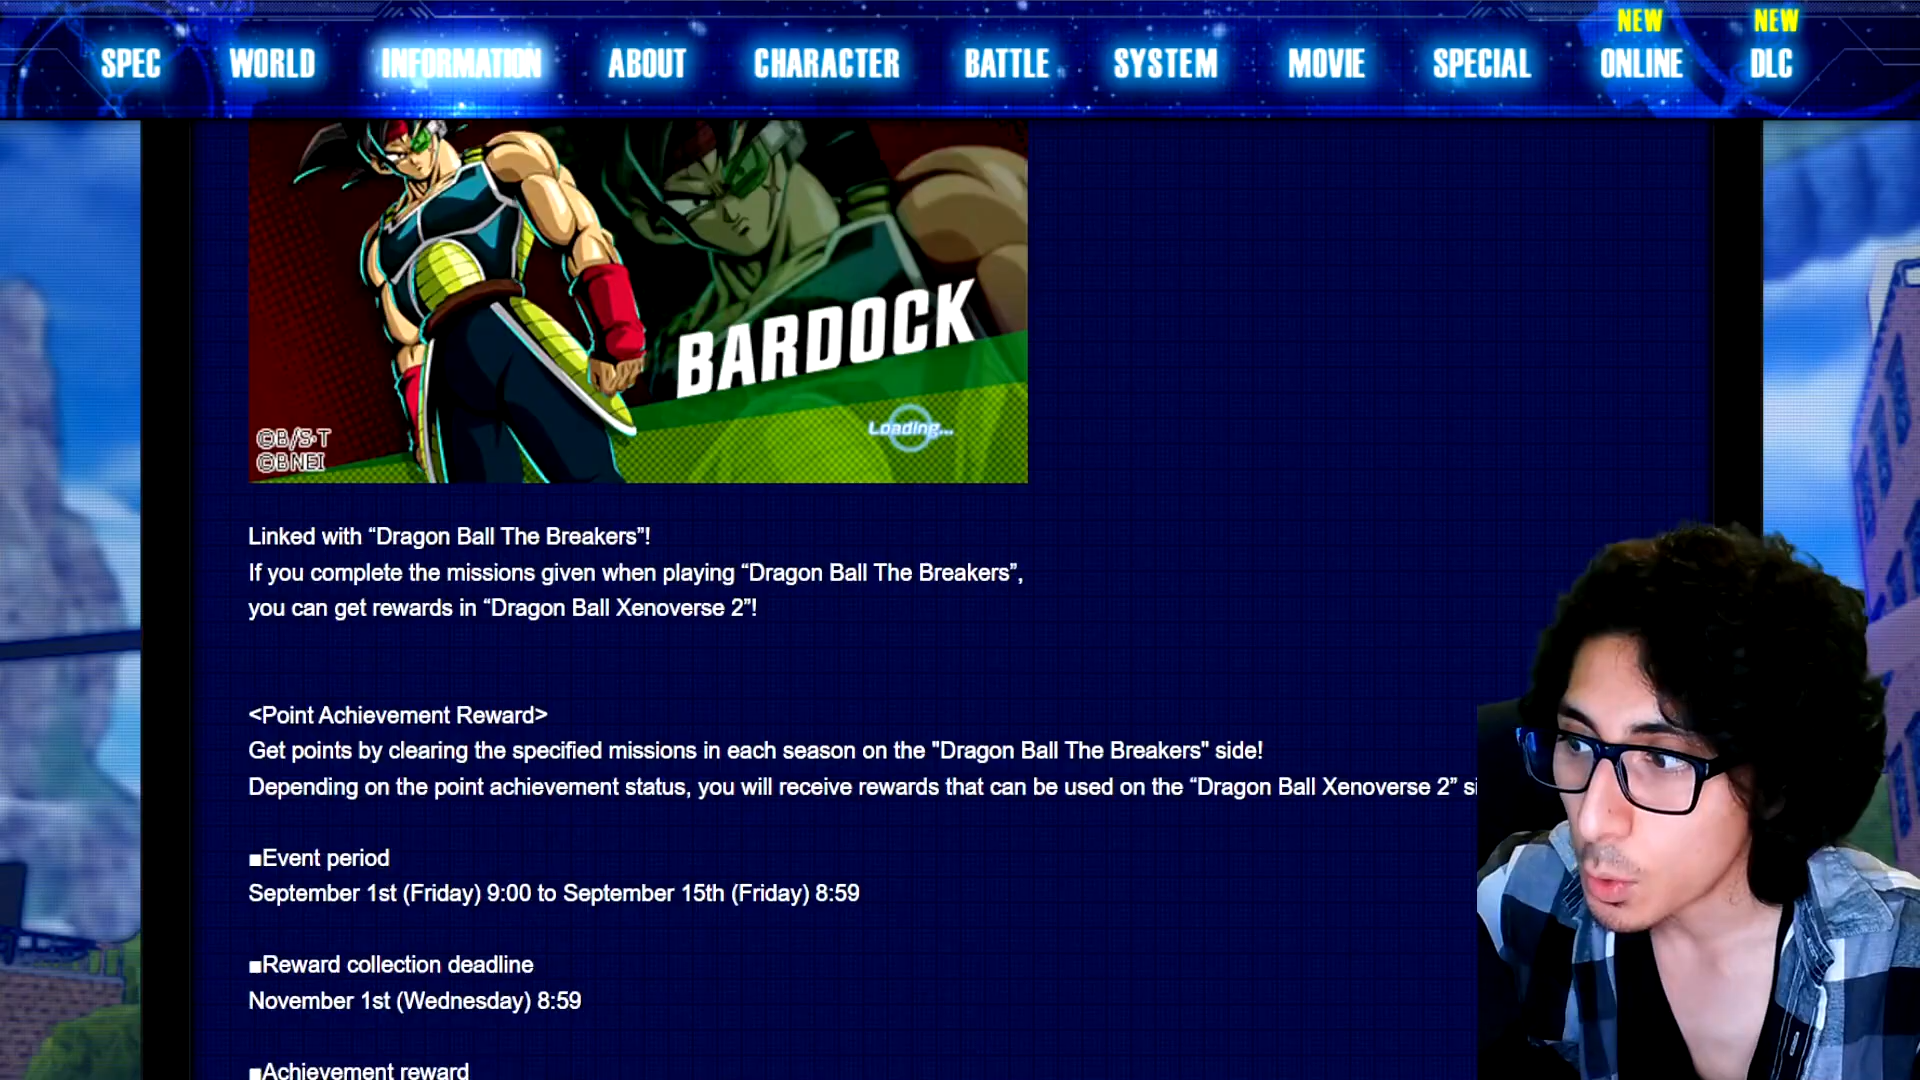 NEW NEW
SPEC WORLD INFORMATION ABOUT CHARACTER BATTLE SYSTEM MOVIE SPECIAL ONLINE DLC
BARDOCK
Loading...
©B/S・T
©BNEI
Linked with “Dragon Ball The Breakers”!
If you complete the missions given when playing “Dragon Ball The Breakers”,
you can get rewards in “Dragon Ball Xenoverse 2”!
<Point Achievement Reward>
Get points by clearing the specified missions in each season on the "Dragon Ball The Breakers" side!
Depending on the point achievement status, you will receive rewards that can be used on the “Dragon Ball Xenoverse 2”
■Event period
September 1st (Friday) 9:00 to September 15th (Friday) 8:59
■Reward collection deadline
November 1st (Wednesday) 8:59
■Achievement reward